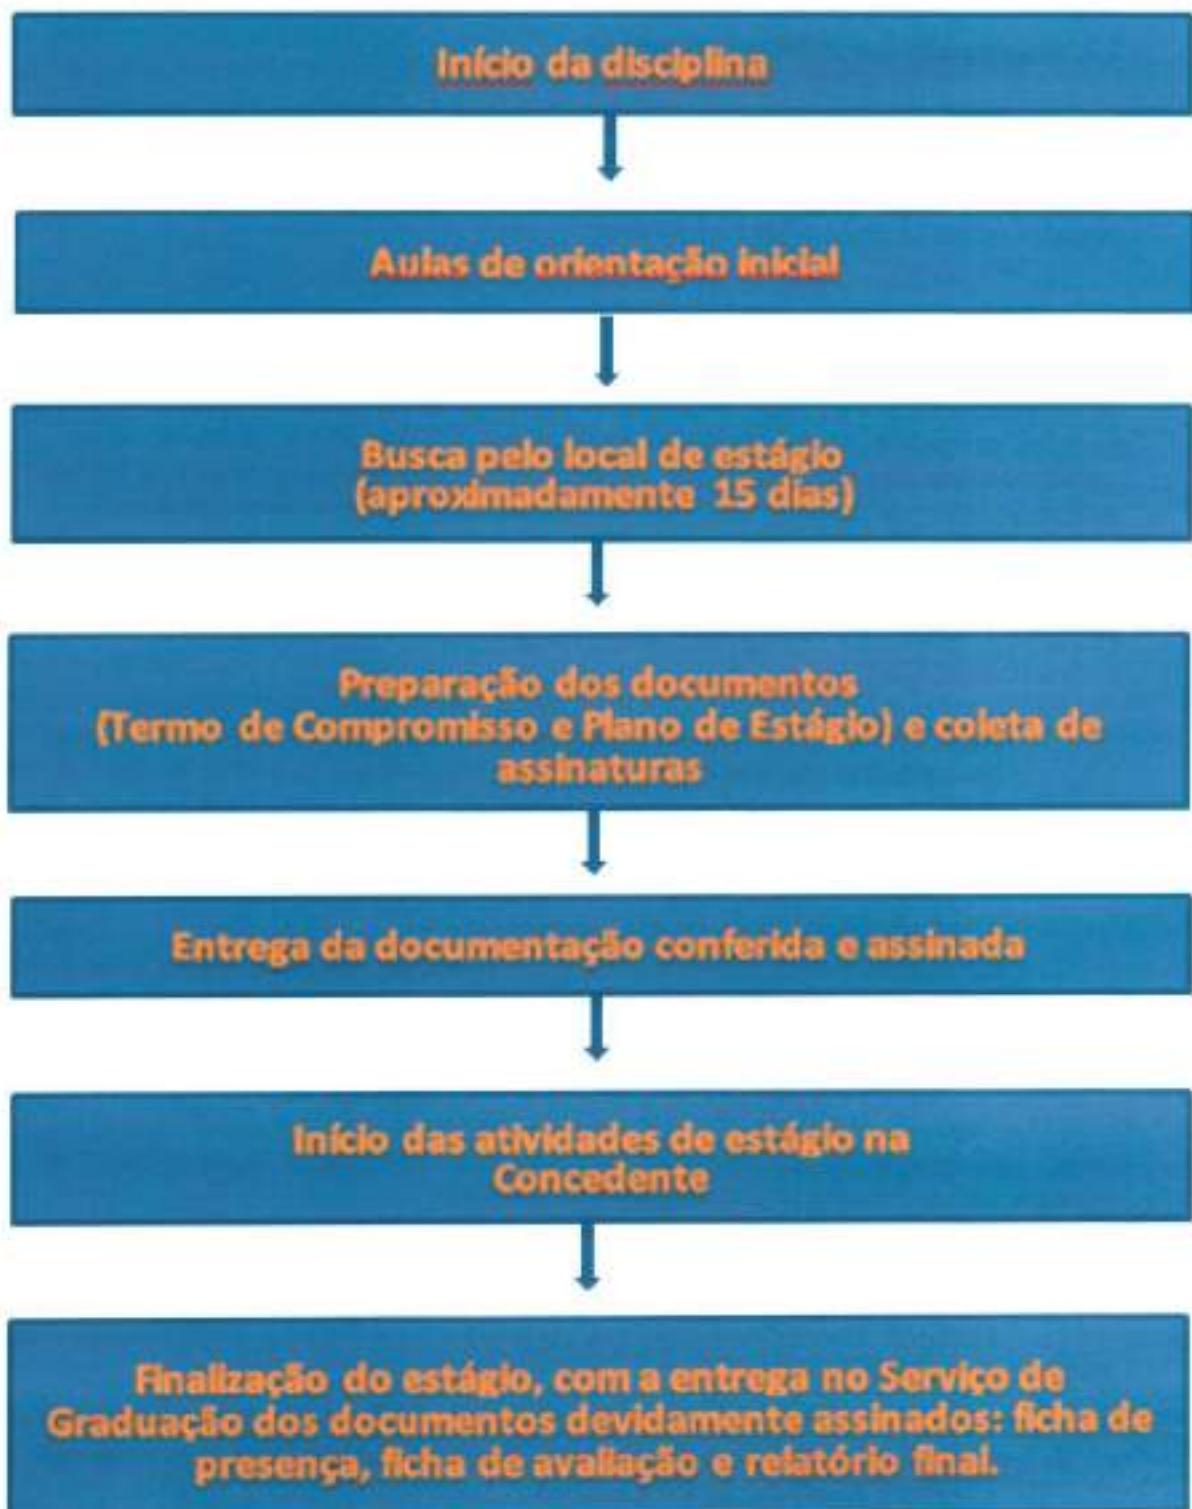 Início da disciplina
Aulas de orientação inicial
Busca pelo local de estágio
(aproximadamente 15 dias)
Preparação dos documentos
(Termo de Compromisso e Plano de Estágio) e coleta de
assinaturas
Entrega da documentação conferida e assinada
Início das atividades de estágio na
Concedente
Finalização do estágio, com a entrega no Serviço de
Graduação dos documentos devidamente assinados: ficha de
presença, ficha de avaliação e relatório final.